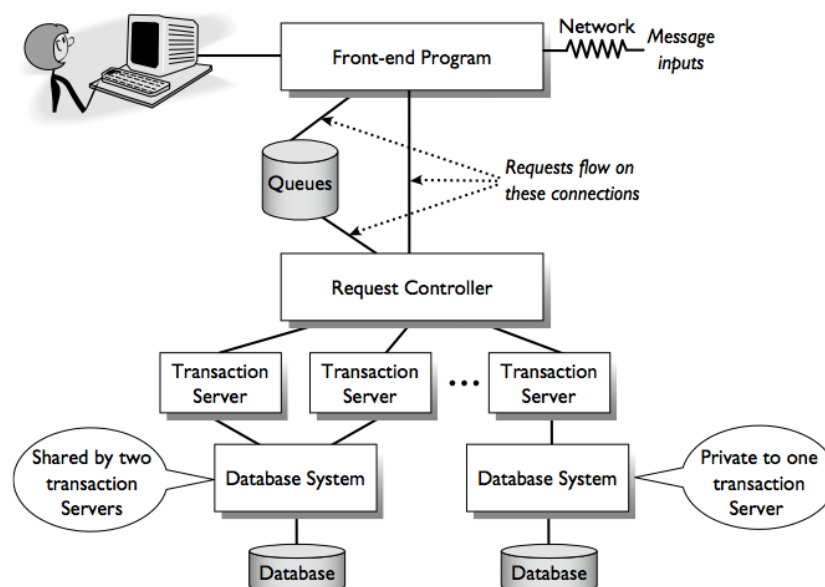 Network
Front-end Program
Message
inputs
Queues
Requests flow on
these connections
Request Controller
Transaction
Server
Transaction
Server
•••
Transaction
Server
Shared by two
transaction
Servers
Database System
Database System
Private to one
transaction
Server
Database
Database